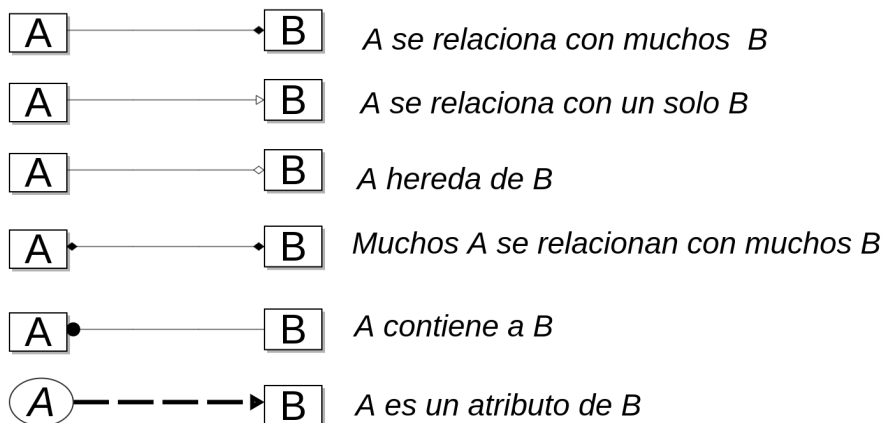 A B A se relaciona con muchos B
A B A se relaciona con un solo B
A B A hereda de B
A B Muchos A se relacionan con muchos B
A B A contiene a B
A B A es un atributo de B